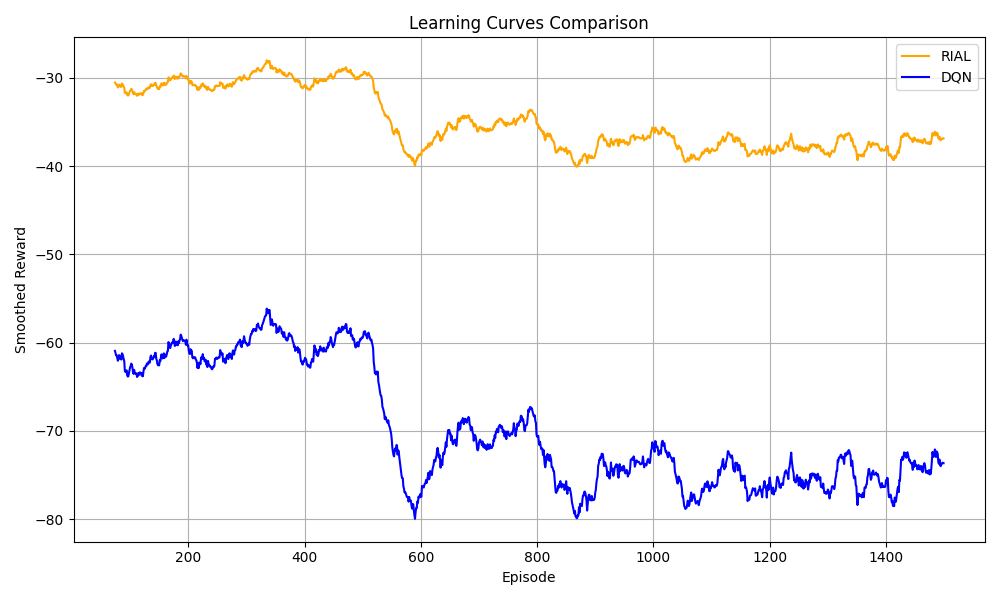 Learning Curves Comparison
RIAL
DQN
Smoothed Reward
−30
−40
−50
−60
−70
−80
200 400 600 800 1000 1200 1400
Episode